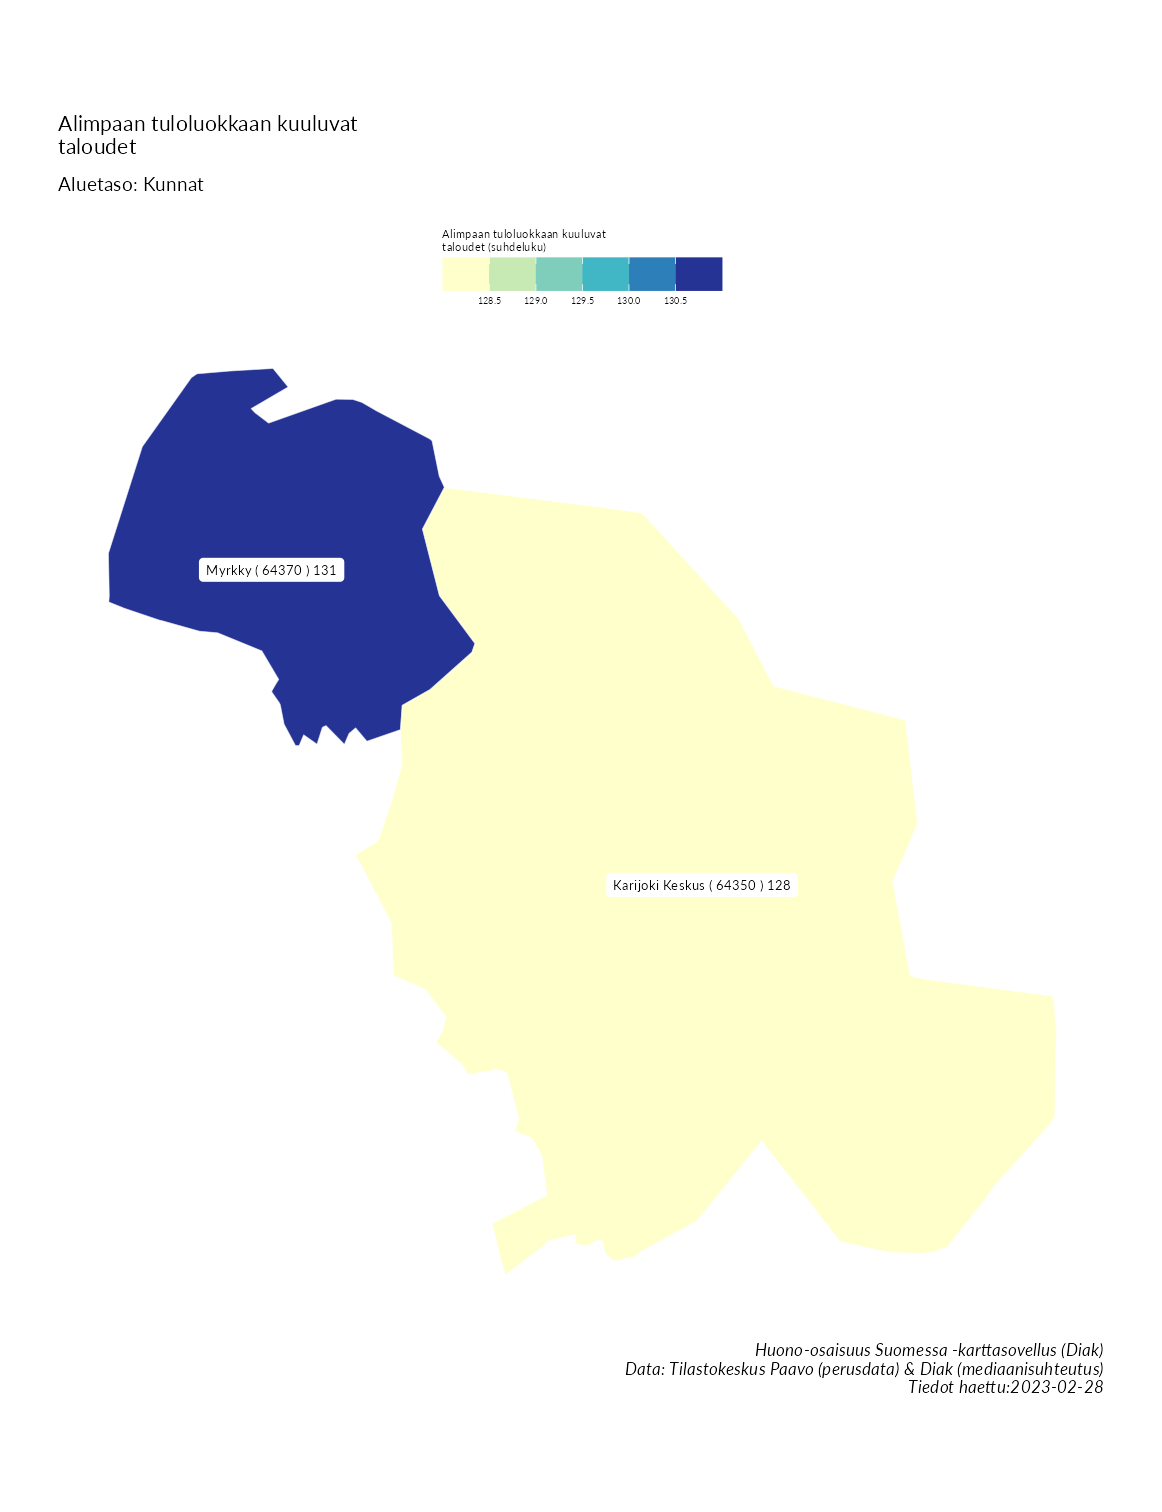 Alimpaan tuloluokkaan kuuluvat
taloudet
Aluetaso: Kunnat
Alimpaan tuloluokkaan kuuluvat
taloudet (suhdeluku)
128.5 129.0 129.5 130.0 130.5
Myrkky ( 64370 ) 131
Karijoki Keskus ( 64350 ) 128
Huono-osaisuus Suomessa -karttasovellus (Diak)
Data: Tilastokeskus Paavo (perusdata) & Diak (mediaanisuhteutus)
Tiedot haettu:2023-02-28